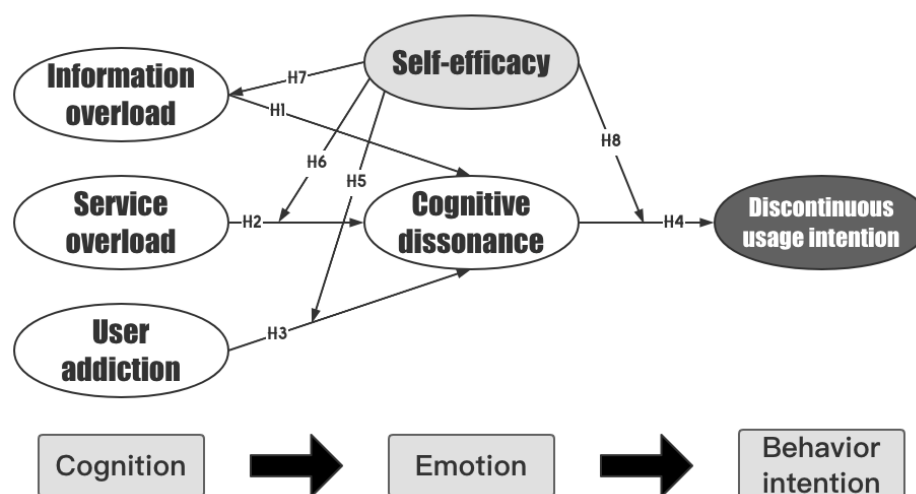 Self-efficacy
Information
overload
H7
H1
H8
H6
H5
Service
overload
H2
Cognitive
dissonance
H4
Discontinuous
usage intention
User
addiction
H3
Cognition
Emotion
Behavior
intention